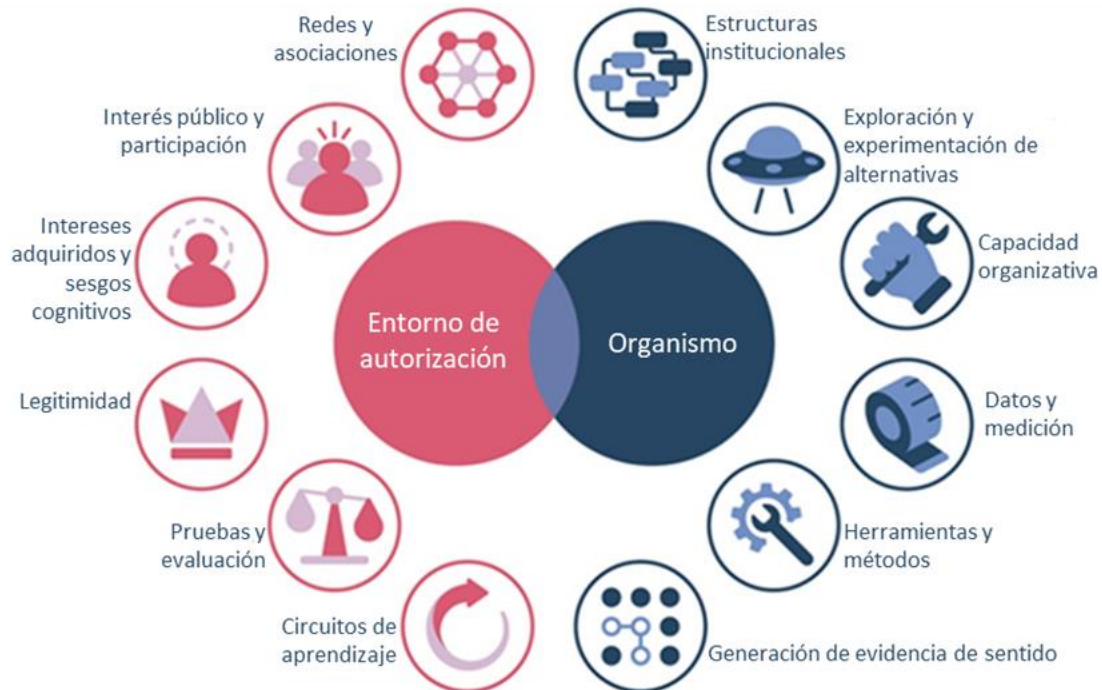 Redes y
asociaciones
Estructuras
institucionales
Interés público y
participación
Exploración y
experimentación de
alternativas
Intereses
adquiridos y
sesgos
cognitivos
Capacidad
organizativa
Entorno de
autorización
Organismo
Legitimidad
Datos y
medición
Pruebas y
evaluación
Herramientas y
métodos
Circuitos de
aprendizaje
Generación de evidencia de sentido